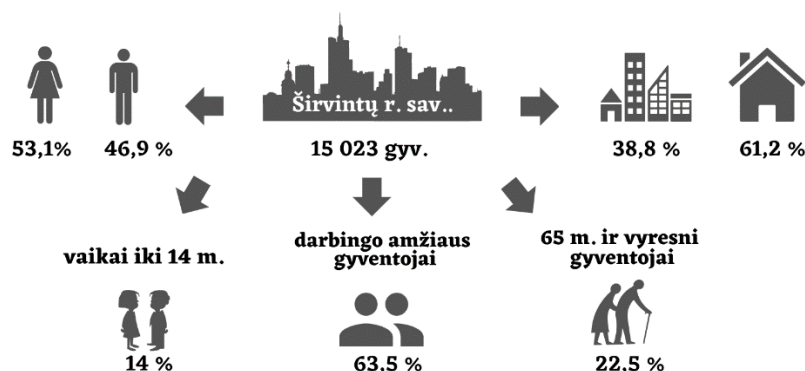 Širvintų r. sav..
53,1%
46,9 %
15 023 gyv.
38,8 %
61,2 %
vaikai iki 14 m.
darbingo amžiaus
gyventojai
65 m. ir vyresni
gyventojai
14 %
63,5 %
22,5 %